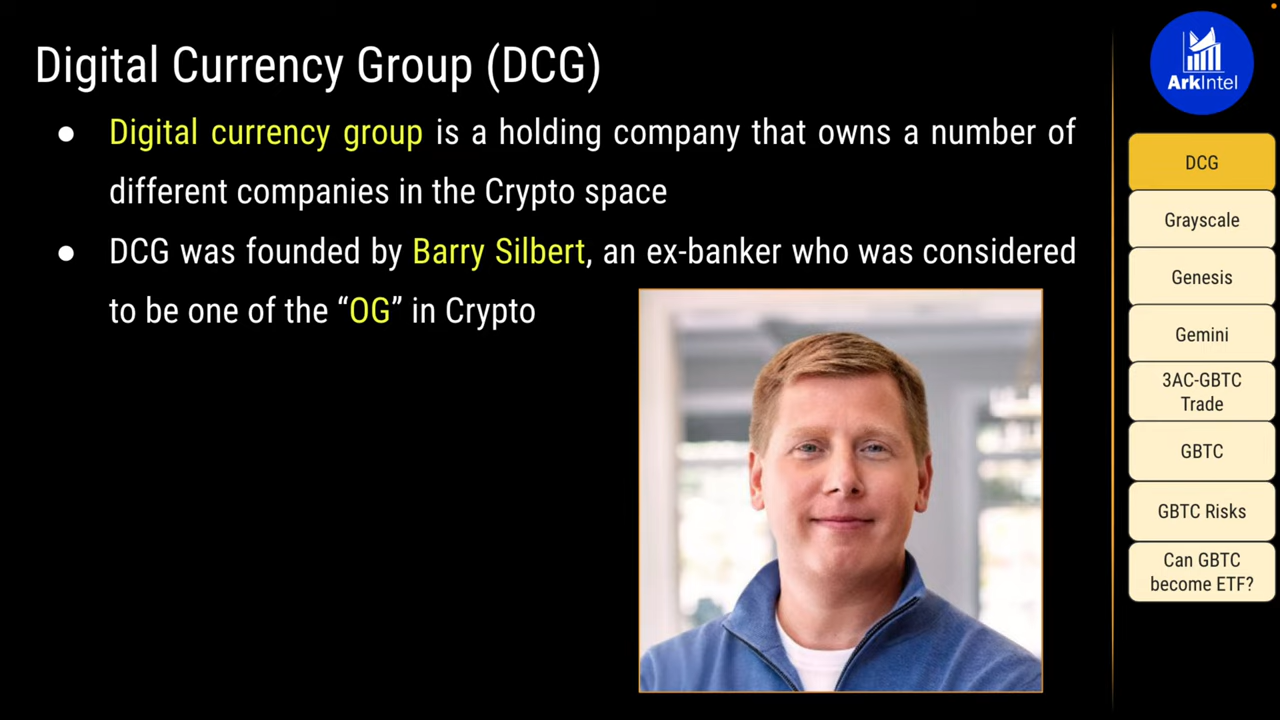 Digital Currency Group (DCG)
● Digital currency group is a holding company that owns a number of
different companies in the Crypto space
● DCG was founded by Barry Silbert, an ex-banker who was considered
to be one of the “OG” in Crypto
ArkIntel
DCG
Grayscale
Genesis
Gemini
3AC-GBTC
Trade
GBTC
GBTC Risks
Can GBTC
become ETF?